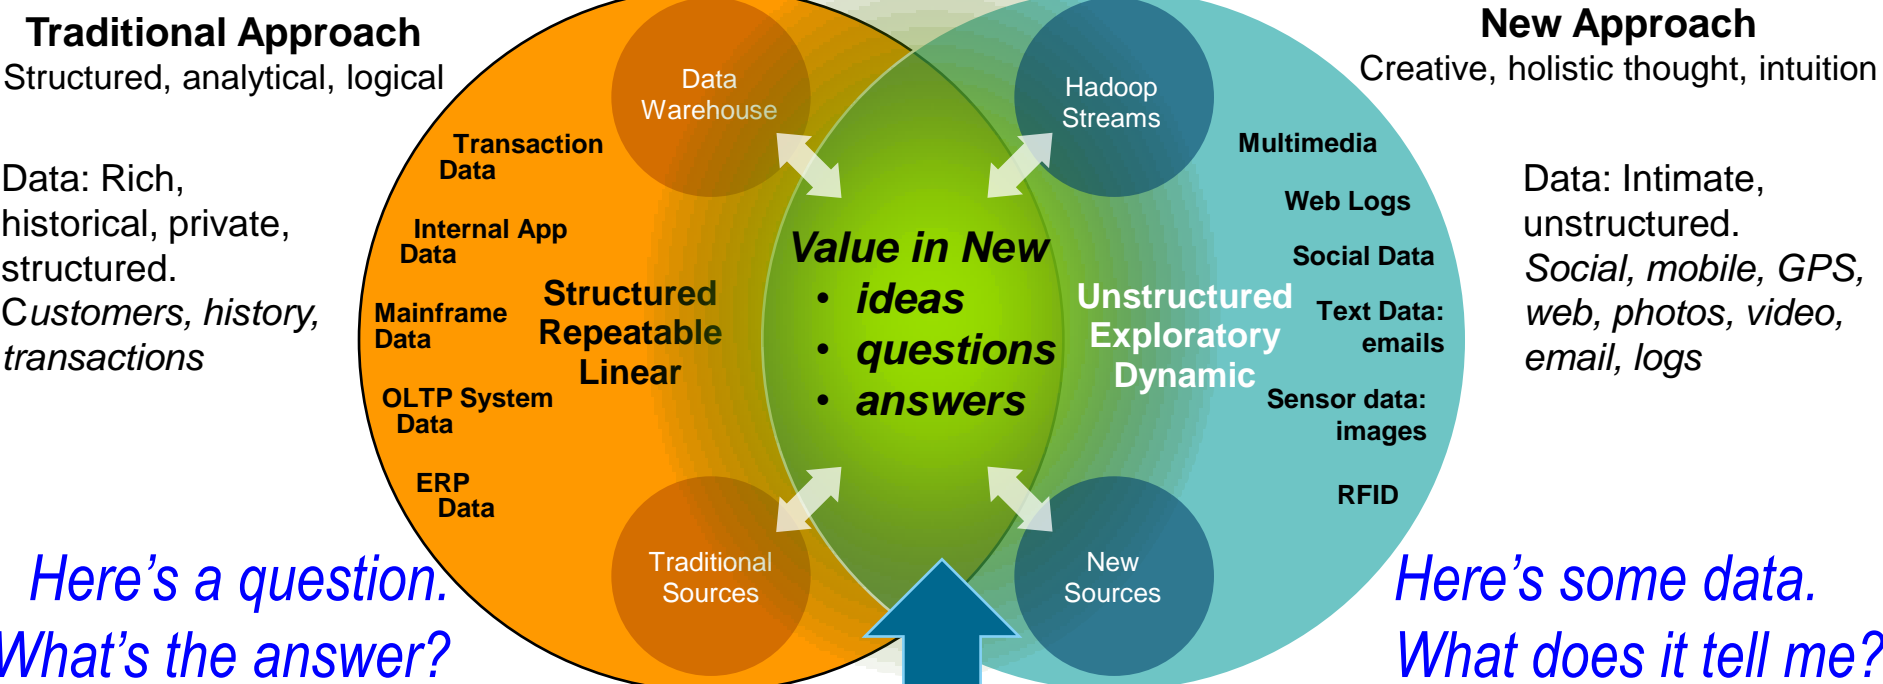 Traditional Approach
Structured, analytical, logical
Data: Rich,
historical, private,
structured.
Customers, history,
transactions
Here’s a question.
What’s the answer?
Data
Warehouse
Transaction
Data
Internal App
Data
Mainframe
Data
OLTP System
Data
ERP
Data
Structured
Repeatable
Linear
Traditional
Sources
Value in New
• ideas
• questions
• answers
Hadoop
Streams
Unstructured
Exploratory
Dynamic
New
Sources
Multimedia
Web Logs
Social Data
Text Data:
emails
Sensor data:
images
RFID
New Approach
Creative, holistic thought, intuition
Data: Intimate,
unstructured.
Social, mobile, GPS,
web, photos, video,
email, logs
Here’s some data.
What does it tell me?